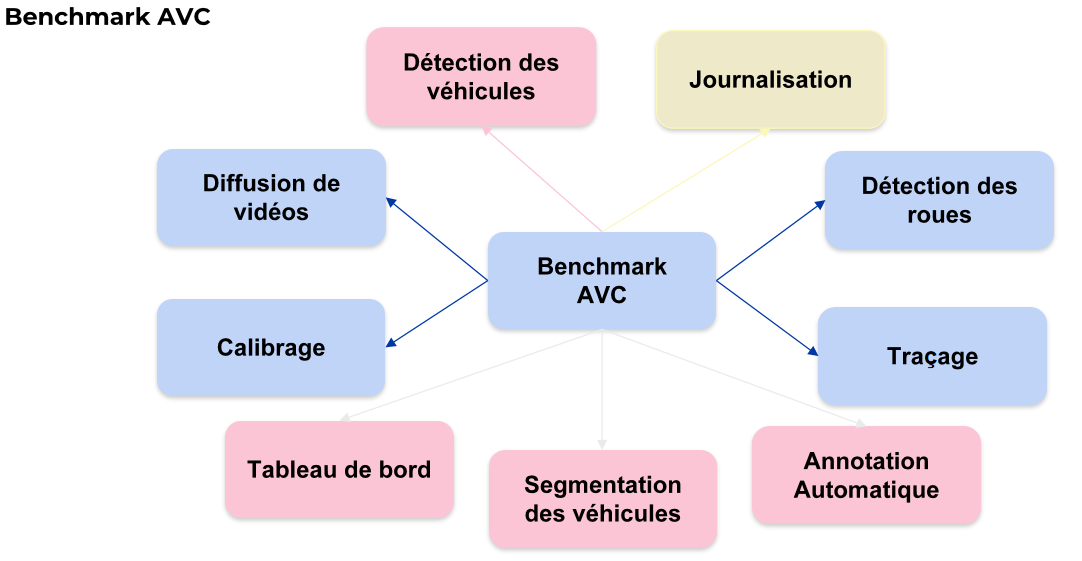 Benchmark AVC
Détection des
véhicules
Journalisation
Diffusion de
vidéos
Détection des
roues
Benchmark
AVC
Calibrage
Traçage
Tableau de bord
Segmentation
des véhicules
Annotation
Automatique